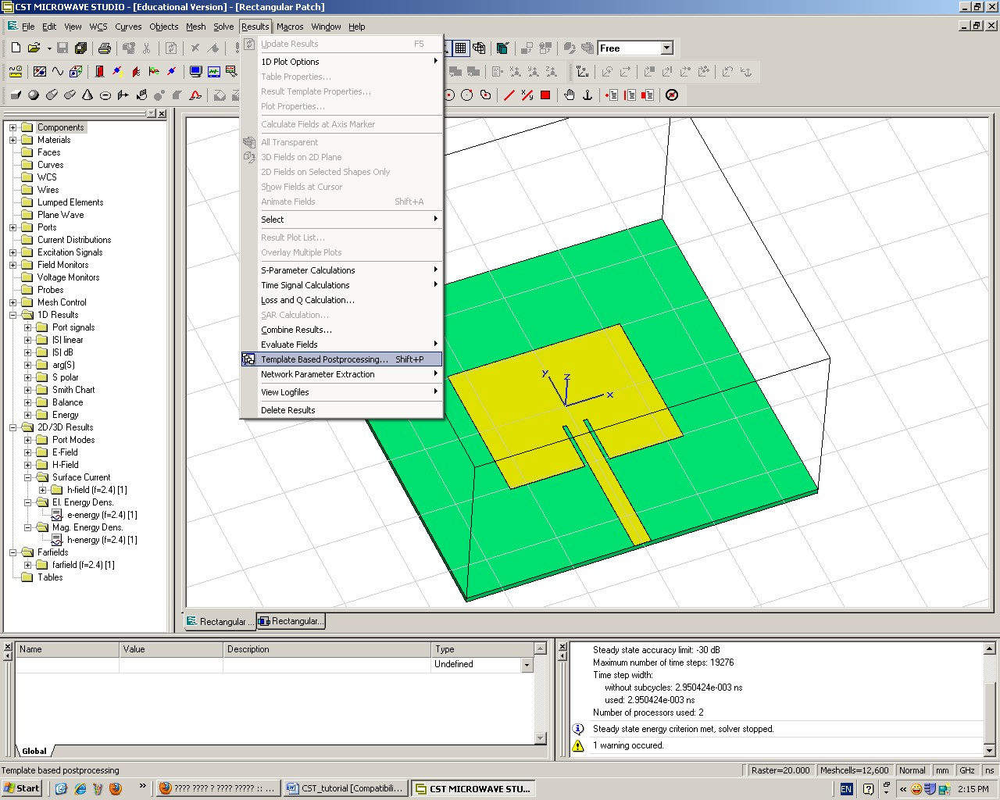 CST MICROWAVE STUDIO - [Educational Version] - [Rectangular Patch]
File Edit View WCS Curves Objects Mesh Solve Results Macros Window Help
Free
Update Results F5
1D Plot Options
Table Properties...
Result Template Properties...
Plot Properties...
Calculate Fields at Axis Marker
All Transparent
3D Fields on 2D Plane
2D Fields on Selected Shapes Only
Show Fields at Cursor
Animate Fields Shift+A
Select
Result Plot List...
Overlay Multiple Plots
S-Parameter Calculations
Time Signal Calculations
Loss and Q Calculation...
SAR Calculation...
Combine Results...
Evaluate Fields
Template Based Postprocessing... Shift+P
Network Parameter Extraction
View Logfiles
Delete Results
Components
Materials
Faces
Curves
WCS
Wires
Lumped Elements
Plane Wave
Ports
Current Distributions
Excitation Signals
Field Monitors
Voltage Monitors
Probes
Mesh Control
1D Results
Port signals
|S| linear
|S| dB
arg(S)
S polar
Smith Chart
Balance
Energy
2D/3D Results
Port Modes
E-Field
H-Field
Surface Current
h-field (f=2.4) [1]
El. Energy Dens.
e-energy (f=2.4) [1]
Mag. Energy Dens.
h-energy (f=2.4) [1]
Farfields
farfield (f=2.4) [1]
Tables
Y Z X
Rectangular ... Rectangular...
Name Value Description Type
Undefined
Global
Steady state accuracy limit: -30 dB
Maximum number of time steps: 19276
Time step width:
without subcycles: 2.950424e-003 ns
used: 2.950424e-003 ns
Number of processors used: 2
Steady state energy criterion met, solver stopped.
1 warning occured.
Template based postprocessing
Raster=20.000 Meshcells=12,600 Normal mm GHz ns
Start » ???? ???? ? ???? ????? :: ... CST_tutorial [Compatibili... CST MICROWAVE STU... EN « 2:15 PM